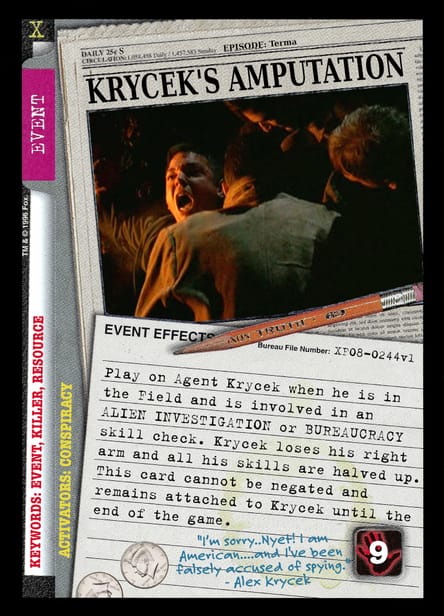 X
EVENT
TM & © 1996 Fox.
KEYWORDS: EVENT, KILLER, RESOURCE
ACTIVATORS: CONSPIRACY
DAILY 25¢ S
EPISODE: Terma
KRYCEK'S AMPUTATION
EVENT EFFECTS
Bureau File Number: XF08-0244v1
Play on Agent Krycek when he is in
the Field and is involved in an
ALIEN INVESTIGATION or BUREAUCRACY
skill check. Krycek loses his right
arm and all his skills are halved up.
This card cannot be negated and
remains attached to Krycek until the
end of the game.
"I'm sorry..Nyet! I am
American....and I've been
falsely accused of spying.
- Alex Krycek
9